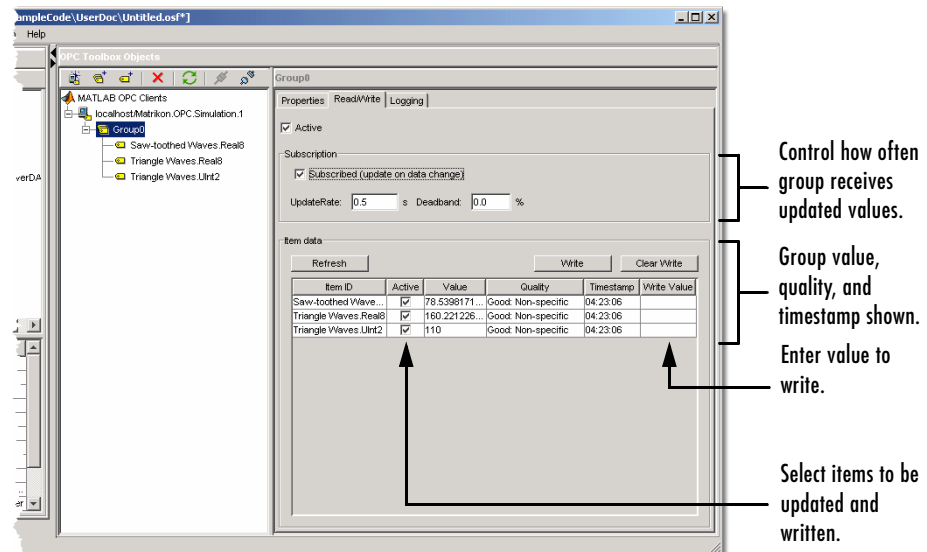 ampleCode\UserDoc\Untitled.osf*]
Help
OPC Toolbox Objects
MATLAB OPC Clients
localhost/Matrikon.OPC.Simulation.1
Group0
Saw-toothed Waves.Real8
Triangle Waves.Real8
Triangle Waves.UInt2
verDA
er
Group0
Properties Read/Write Logging
Active
Subscription
Subscribed (update on data change)
UpdateRate: 0.5 s Deadband: 0.0 %
Item data
Refresh Write Clear Write
Item ID Active Value Quality Timestamp Write Value
Saw-toothed Wave... 78.5398171... Good: Non-specific 04:23:06
Triangle Waves.Real8 160.221226... Good: Non-specific 04:23:06
Triangle Waves.UInt2 110 Good: Non-specific 04:23:06
Control how often
group receives
updated values.
Group value,
quality, and
timestamp shown.
Enter value to
write.
Select items to be
updated and
written.